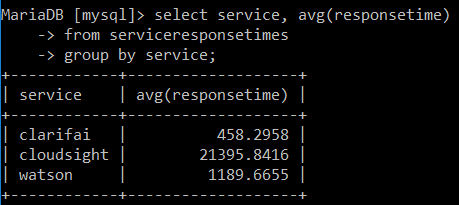 MariaDB [mysql]> select service, avg(responsetime)
    -> from serviceresponsetimes
    -> group by service;
+------------+-------------------+
| service    | avg(responsetime) |
+------------+-------------------+
| clarifai   |          458.2958 |
| cloudsight |        21395.8416 |
| watson     |         1189.6655 |
+------------+-------------------+